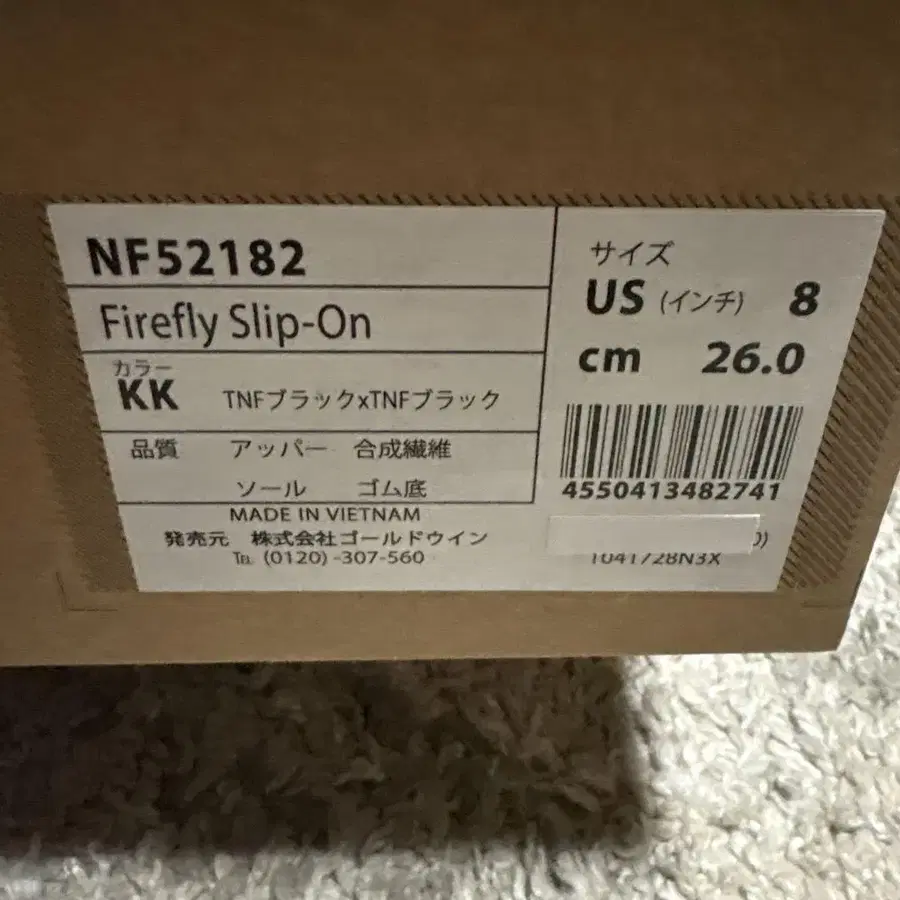 NF52182
Firefly Slip-On
カラー
KK TNFブラックxTNFブラック
品質 アッパー 合成繊維
ソール ゴム底
MADE IN VIETNAM
発売元 株式会社ゴールドウイン
TEL (0120) -307-560
サイズ
US (インチ) 8
cm 26.0
4550413482741
1041728N3X